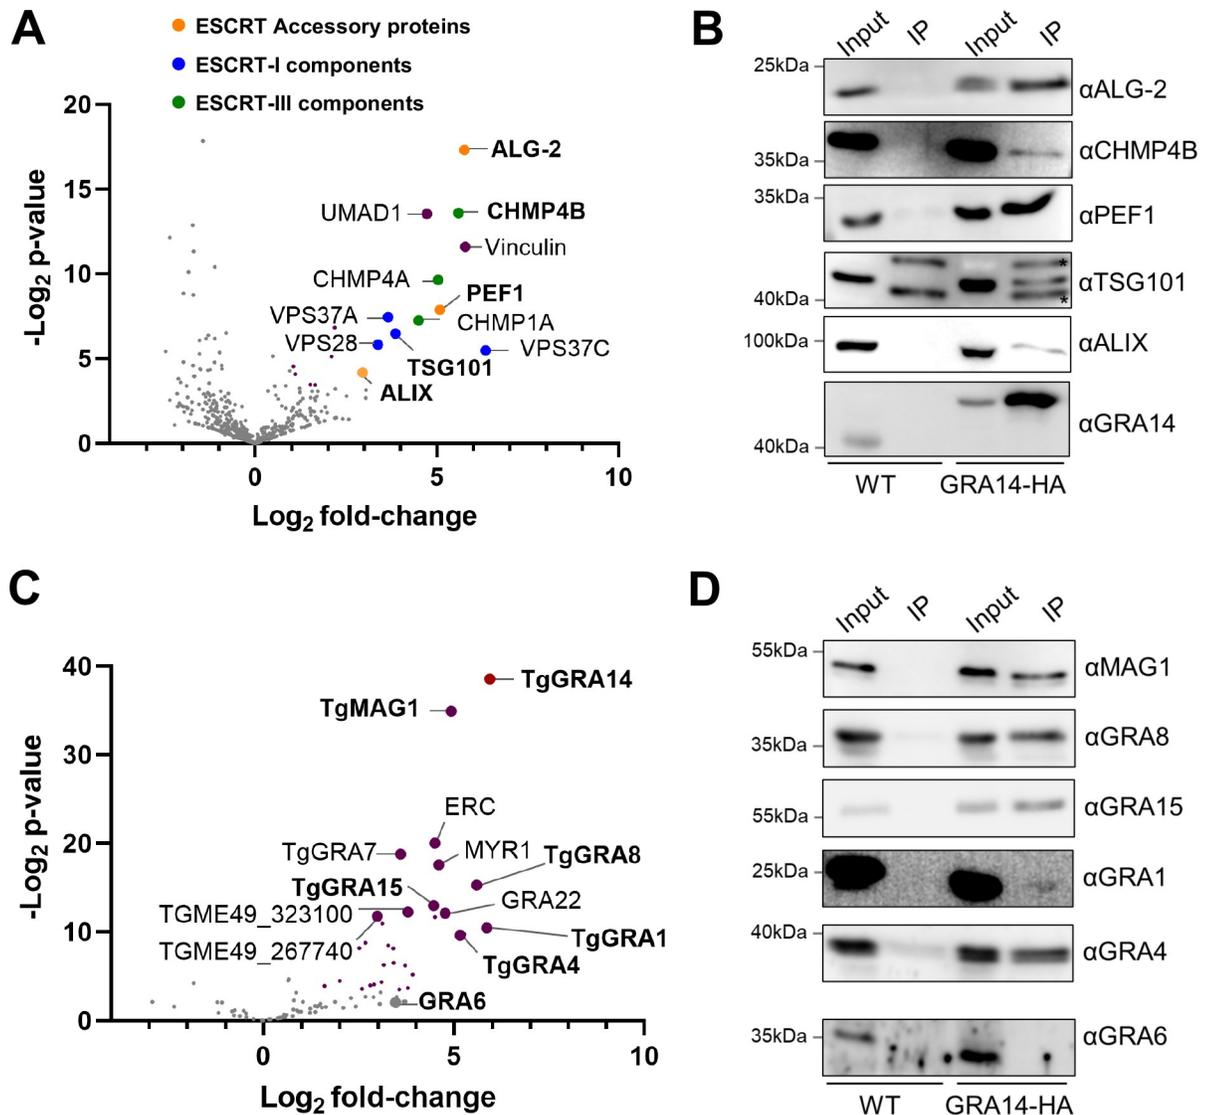 A
ESCRT Accessory proteins
ESCRT-I components
ESCRT-III components
20
15
10
5
0
-Log2 p-value
ALG-2
UMAD1
CHMP4B
Vinculin
CHMP4A
PEF1
VPS37A
CHMP1A
VPS28
VPS37C
TSG101
ALIX
0
5
10
Log2 fold-change
B
Input
IP
Input
IP
25kDa
αALG-2
35kDa
αCHMP4B
35kDa
αPEF1
*
αTSG101
40kDa
*
100kDa
αALIX
αGRA14
40kDa
WT
GRA14-HA
C
40
30
20
10
0
-Log2 p-value
TgGRA14
TgMAG1
ERC
TgGRA7
MYR1
TgGRA8
TgGRA15
GRA22
TGME49_323100
TgGRA1
TGME49_267740
TgGRA4
GRA6
0
5
10
Log2 fold-change
D
Input
IP
Input
IP
55kDa
αMAG1
35kDa
αGRA8
55kDa
αGRA15
25kDa
αGRA1
40kDa
αGRA4
35kDa
αGRA6
WT
GRA14-HA